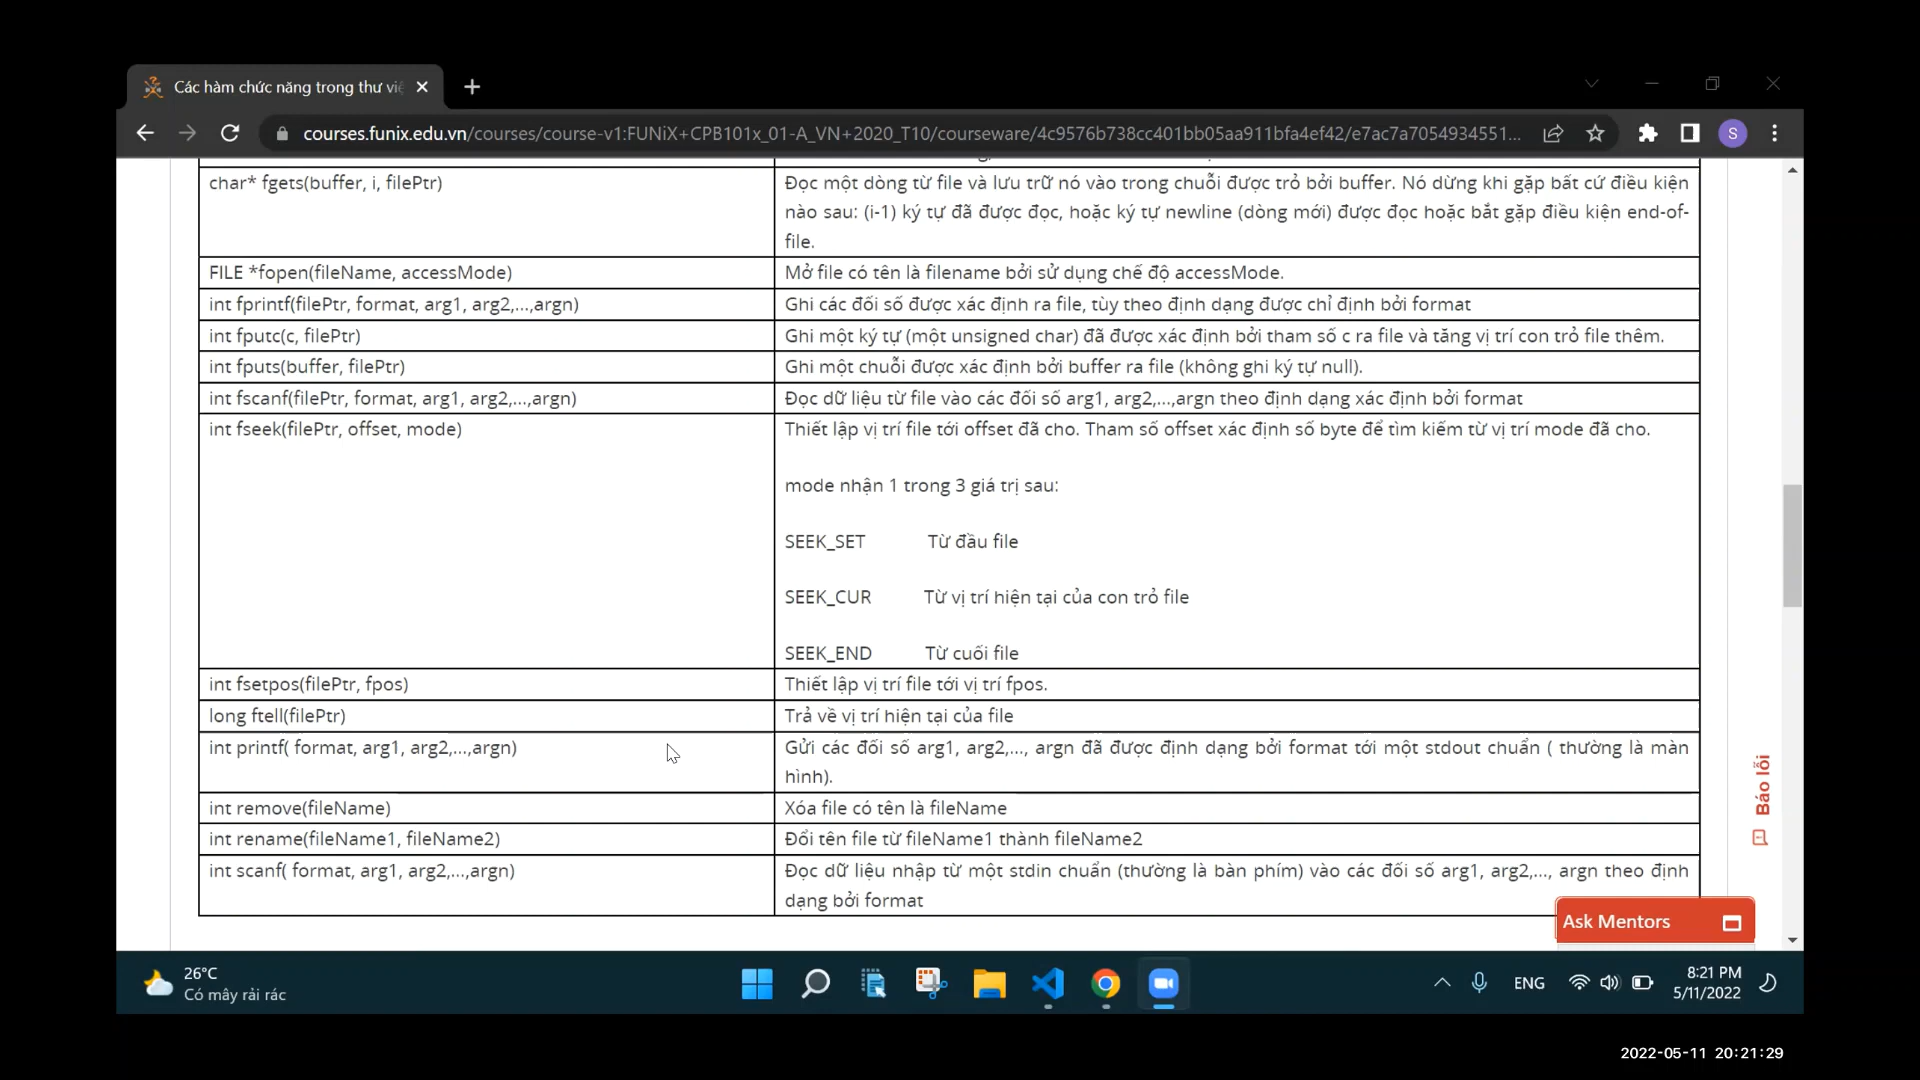 Các hàm chức năng trong thư việ
courses.funix.edu.vn/courses/course-v1:FUNiX+CPB101x_01-A_VN+2020_T10/courseware/4c9576b738cc401bb05aa911bfa4ef42/e7ac7a7054934551...
S
char* fgets(buffer, i, filePtr)
Đọc một dòng từ file và lưu trữ nó vào trong chuỗi được trỏ bởi buffer. Nó dừng khi gặp bất cứ điều kiện
nào sau: (i-1) ký tự đã được đọc, hoặc ký tự newline (dòng mới) được đọc hoặc bắt gặp điều kiện end-of-
file.
FILE *fopen(fileName, accessMode)
Mở file có tên là filename bởi sử dụng chế độ accessMode.
int fprintf(filePtr, format, arg1, arg2,...,argn)
Ghi các đối số được xác định ra file, tùy theo định dạng được chỉ định bởi format
int fputc(c, filePtr)
Ghi một ký tự (một unsigned char) đã được xác định bởi tham số c ra file và tăng vị trí con trỏ file thêm.
int fputs(buffer, filePtr)
Ghi một chuỗi được xác định bởi buffer ra file (không ghi ký tự null).
int fscanf(filePtr, format, arg1, arg2,...,argn)
Đọc dữ liệu từ file vào các đối số arg1, arg2,...,argn theo định dạng xác định bởi format
int fseek(filePtr, offset, mode)
Thiết lập vị trí file tới offset đã cho. Tham số offset xác định số byte để tìm kiếm từ vị trí mode đã cho.
mode nhận 1 trong 3 giá trị sau:
SEEK_SET Từ đầu file
SEEK_CUR Từ vị trí hiện tại của con trỏ file
SEEK_END Từ cuối file
int fsetpos(filePtr, fpos)
Thiết lập vị trí file tới vị trí fpos.
long ftell(filePtr)
Trả về vị trí hiện tại của file
int printf( format, arg1, arg2,...,argn)
Gửi các đối số arg1, arg2,..., argn đã được định dạng bởi format tới một stdout chuẩn ( thường là màn
hình).
int remove(fileName)
Xóa file có tên là fileName
int rename(fileName1, fileName2)
Đổi tên file từ fileName1 thành fileName2
int scanf( format, arg1, arg2,...,argn)
Đọc dữ liệu nhập từ một stdin chuẩn (thường là bàn phím) vào các đối số arg1, arg2,..., argn theo định
dạng bởi format
Báo lỗi
Ask Mentors
26°C
Có mây rải rác
ENG
8:21 PM
5/11/2022
2022-05-11 20:21:29